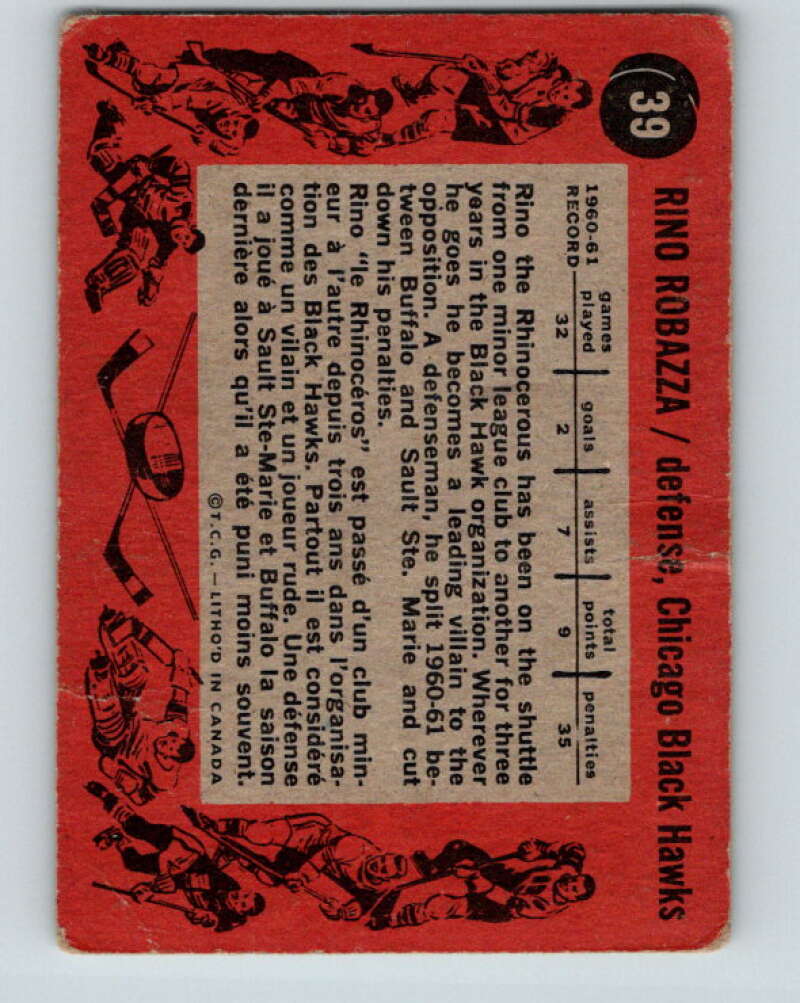 39
RINO ROBAZZA / defense, Chicago Black Hawks
1960-61 RECORD
games played goals assists total points penalties
32 2 7 9 35
Rino the Rhinocerous has been on the shuttle
from one minor league club to another for three
years in the Black Hawk organization. Wherever
he goes he becomes a leading villain to the
opposition. A defenseman, he split 1960-61 be-
tween Buffalo and Sault Ste. Marie and cut
down his penalties.
Rino "le Rhinocéros" est passé d'un club min-
eur à l'autre depuis trois ans dans l'organisa-
tion des Black Hawks. Partout il est considéré
comme un vilain et un joueur rude. Une défense
il a joué à Sault Ste-Marie et Buffalo la saison
dernière alors qu'il a été puni moins souvent.
©T.C.G. — LITHO'D IN CANADA